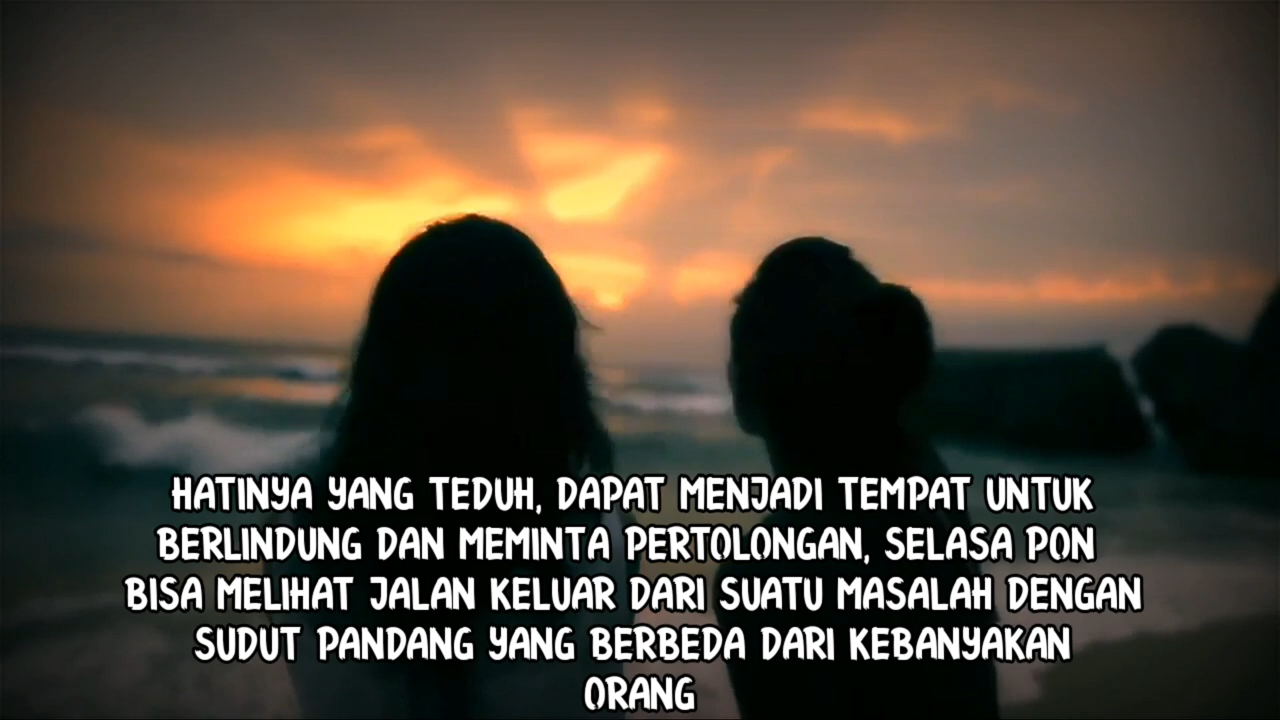 HATINYA YANG TEDUH, DAPAT MENJADI TEMPAT UNTUK
BERLINDUNG DAN MEMINTA PERTOLONGAN, SELASA PON
BISA MELIHAT JALAN KELUAR DARI SUATU MASALAH DENGAN
SUDUT PANDANG YANG BERBEDA DARI KEBANYAKAN
ORANG